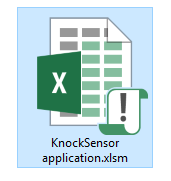 X
KnockSensor
application.xlsm